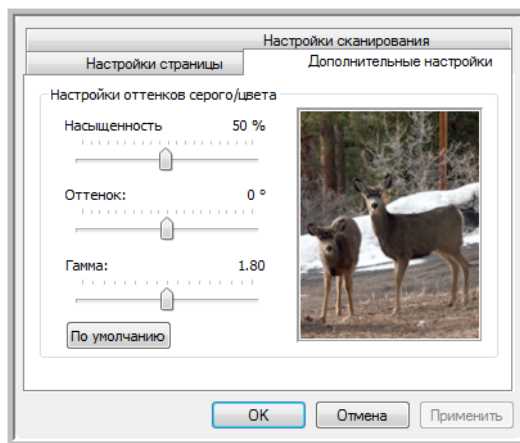 Настройки сканирования
Настройки страницы
Дополнительные настройки
Настройки оттенков серого/цвета
Насыщенность 50 %
Оттенок: 0 °
Гамма: 1.80
По умолчанию
OK Отмена Применить